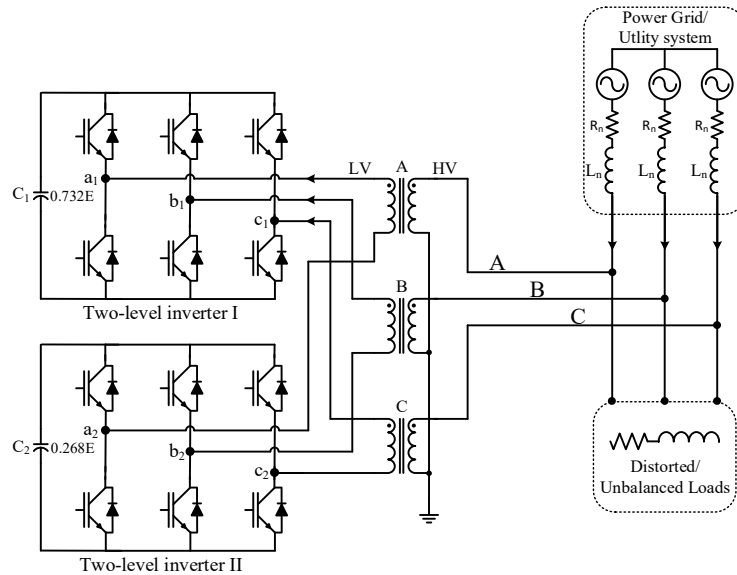 Power Grid/
Utlity system
Rn
Rn
Rn
Ln
Ln
Ln
LV
A
HV
a1
b1
c1
C1
0.732E
Two-level inverter I
A
B
C
B
C
a2
b2
c2
C2
0.268E
Two-level inverter II
Distorted/
Unbalanced Loads